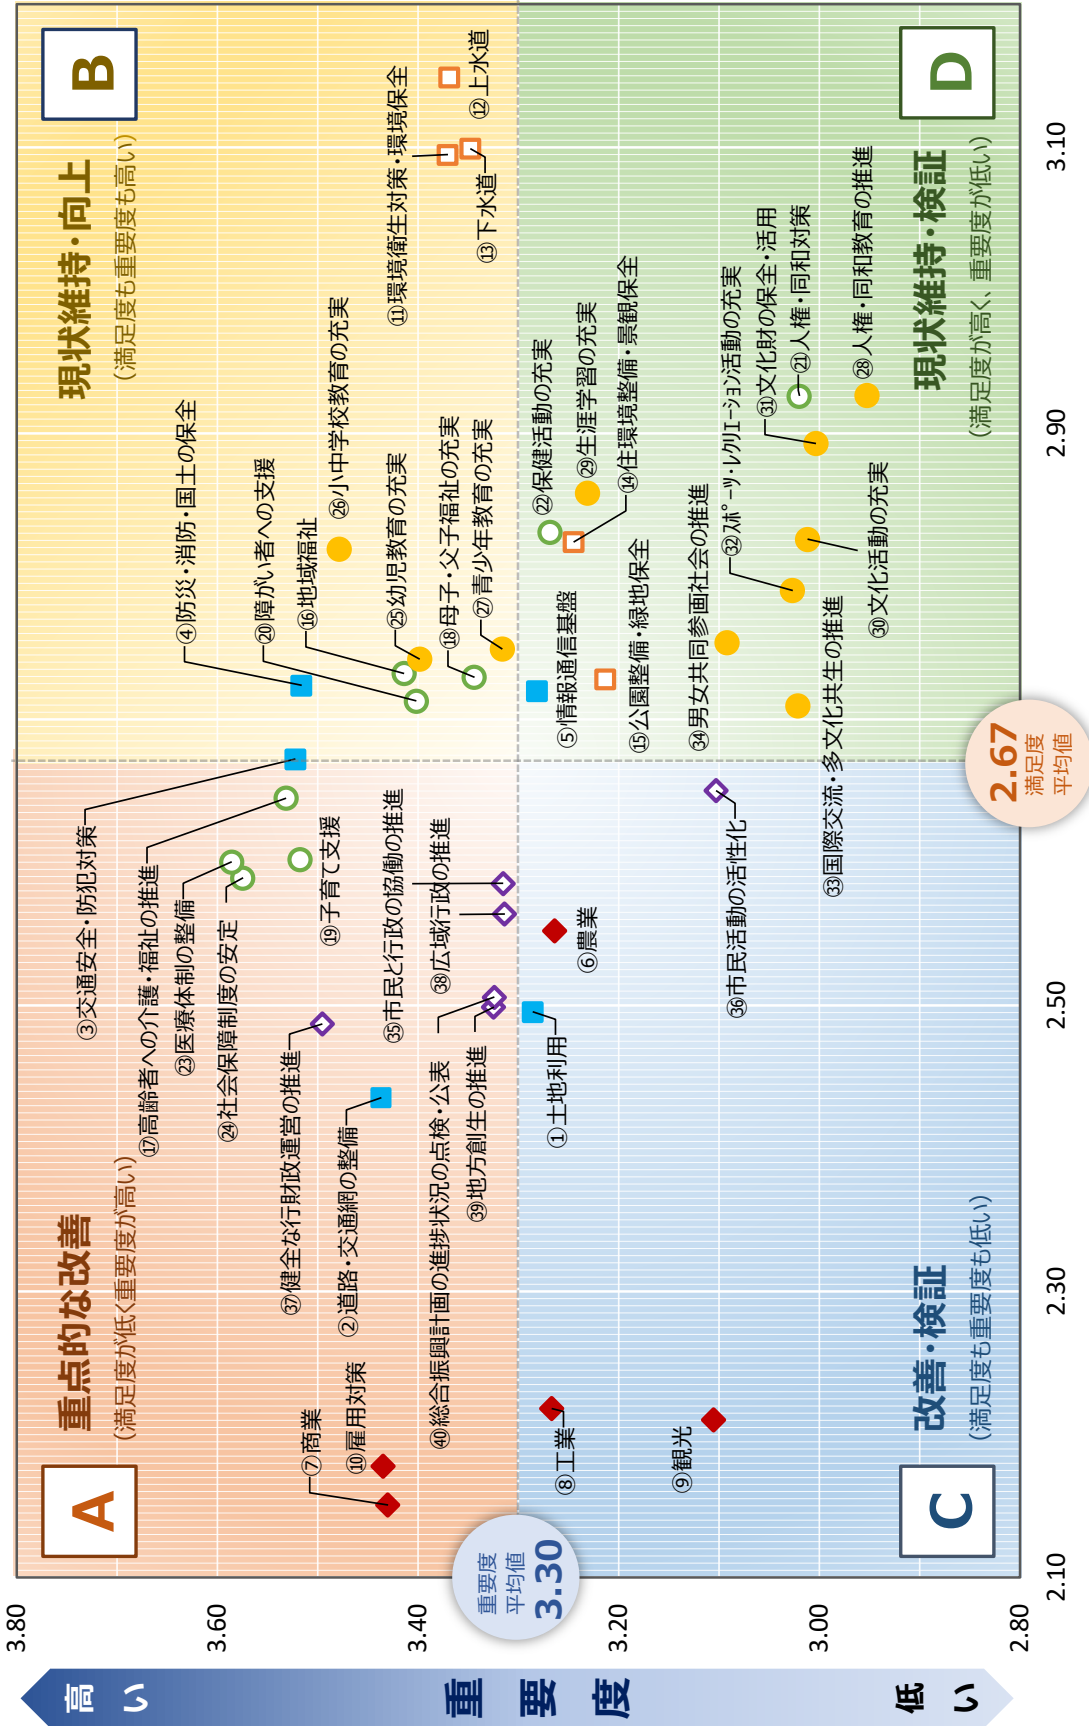 高い
重要度
低い
3.80
3.60
3.40
3.20
3.00
2.80
2.10
2.30
2.50
2.90
3.10
重要度
平均値
3.30
2.67
満足度
平均値
A
重点的な改善
(満足度が低く重要度が高い)
B
現状維持・向上
(満足度も重要度も高い)
C
改善・検証
(満足度も重要度も低い)
D
現状維持・検証
(満足度が高く、重要度が低い)
③交通安全・防犯対策
⑰高齢者への介護・福祉の推進
㉓医療体制の整備
㉔社会保障制度の安定
⑲子育て支援
㊲健全な行財政運営の推進
②道路・交通網の整備
㉟市民と行政の協働の推進
㊳広域行政の推進
㊵総合振興計画の進捗状況の点検・公表
㊴地方創生の推進
⑦商業
⑩雇用対策
④防災・消防・国土の保全
⑳障がい者への支援
⑯地域福祉
㉖小中学校教育の充実
㉕幼児教育の充実
⑱母子・父子福祉の充実
㉗青少年教育の充実
⑪環境衛生対策・環境保全
⑫上水道
⑬下水道
①土地利用
⑥農業
⑧工業
⑨観光
㊱市民活動の活性化
㉒保健活動の充実
㉙生涯学習の充実
⑭住環境整備・景観保全
⑤情報通信基盤
⑮公園整備・緑地保全
㉞男女共同参画社会の推進
㉜ｽﾎﾟｰﾂ・ﾚｸﾘｴｰｼｮﾝ活動の充実
㉛文化財の保全・活用
㉑人権・同和対策
㉘人権・同和教育の推進
㉚文化活動の充実
㉝国際交流・多文化共生の推進